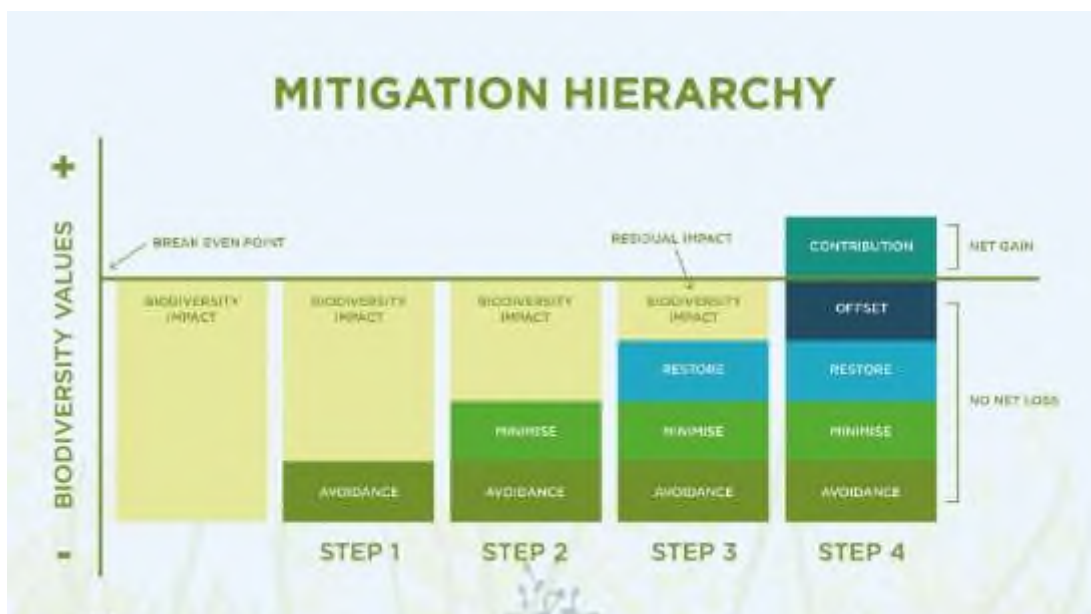 MITIGATION HIERARCHY
+
BIODIVERSITY VALUES
-
BREAK EVEN POINT
RESIDUAL IMPACT
BIODIVERSITY
IMPACT
BIODIVERSITY
IMPACT
AVOIDANCE
STEP 1
BIODIVERSITY
IMPACT
MINIMISE
AVOIDANCE
STEP 2
BIODIVERSITY
IMPACT
RESTORE
MINIMISE
AVOIDANCE
STEP 3
CONTRIBUTION
OFFSET
RESTORE
MINIMISE
AVOIDANCE
STEP 4
NET GAIN
NO NET LOSS